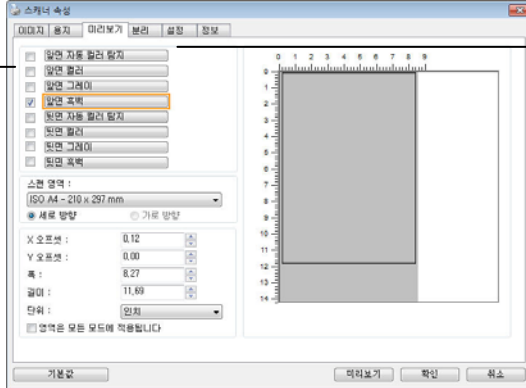 스캐너 속성
이미지 용지 미리보기 분리 설정 정보
앞면 자동 컬러 탐지
앞면 컬러
앞면 그레이
앞면 흑백
뒷면 자동 컬러 탐지
뒷면 컬러
뒷면 그레이
뒷면 흑백
스캔 영역 :
ISO A4 - 210 x 297 mm
세로 방향 가로 방향
X 오프셋 : 0,12
Y 오프셋 : 0,00
폭 : 8,27
길이 : 11,69
단위 : 인치
영역은 모든 모드에 적용됩니다
0 1 2 3 4 5 6 7 8 9
0
1
2
3
4
5
6
7
8
9
10
11
12
13
14
기본값 미리보기 확인 취소